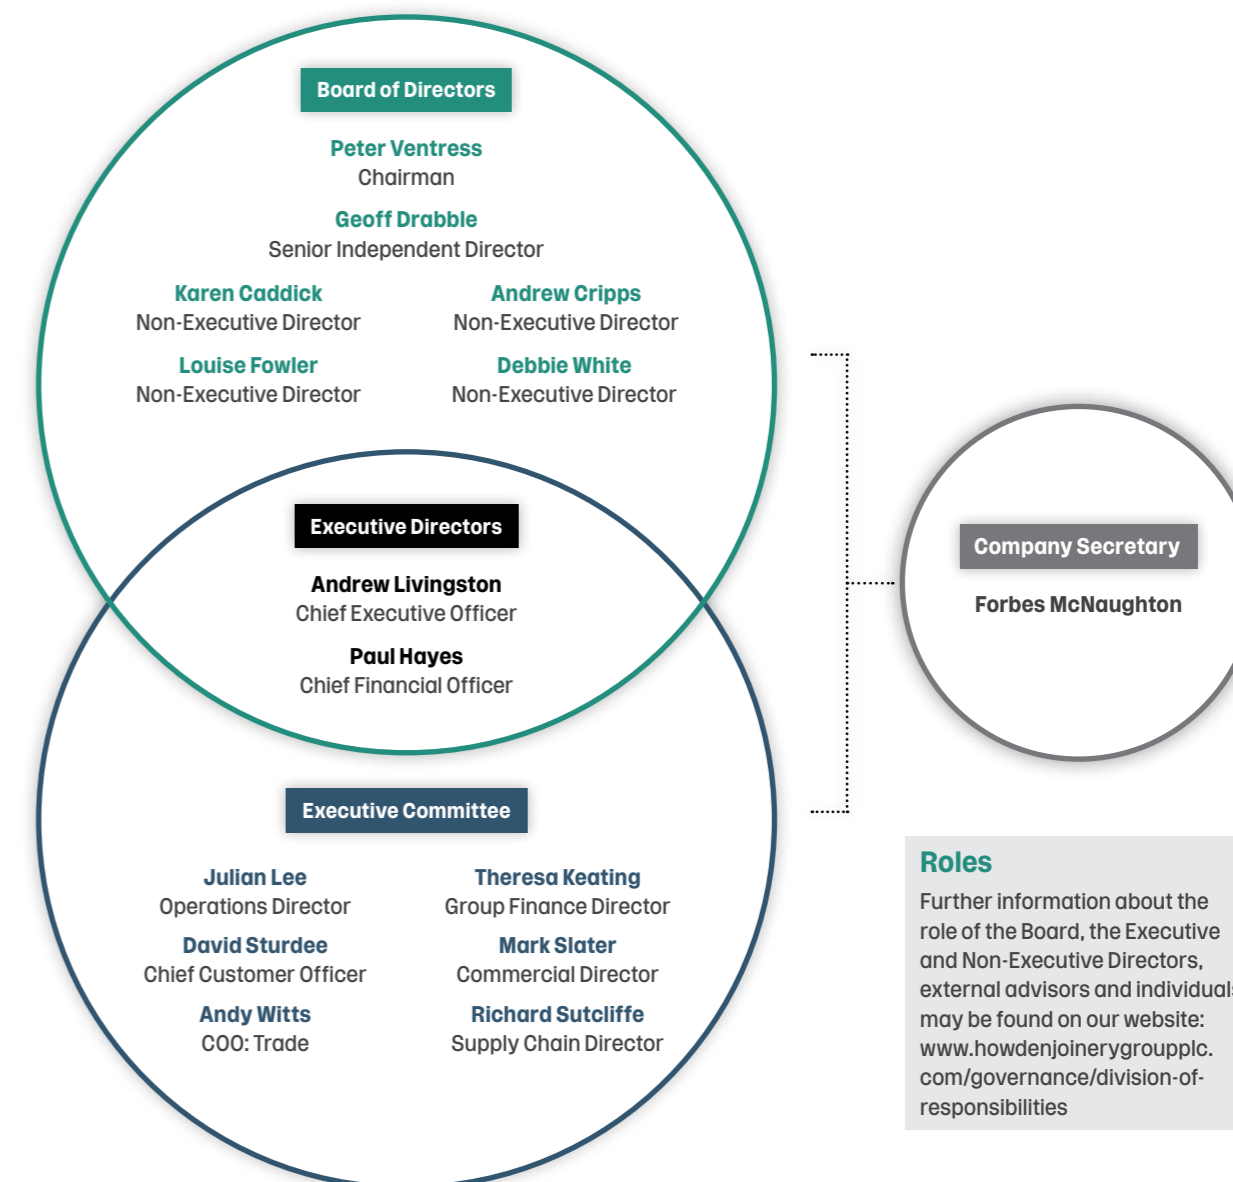 Board of Directors
Peter Ventress
Chairman
Geoff Drabble
Senior Independent Director
Karen Caddick
Non-Executive Director
Andrew Cripps
Non-Executive Director
Louise Fowler
Non-Executive Director
Debbie White
Non-Executive Director
Executive Directors
Andrew Livingston
Chief Executive Officer
Paul Hayes
Chief Financial Officer
Executive Committee
Julian Lee
Operations Director
Theresa Keating
Group Finance Director
David Sturdee
Chief Customer Officer
Mark Slater
Commercial Director
Andy Witts
COO: Trade
Richard Sutcliffe
Supply Chain Director
Company Secretary
Forbes McNaughton
Roles
Further information about the
role of the Board, the Executive
and Non-Executive Directors,
external advisors and individuals
may be found on our website:
www.howdenjoinerygroupplc.
com/governance/division-of-
responsibilities